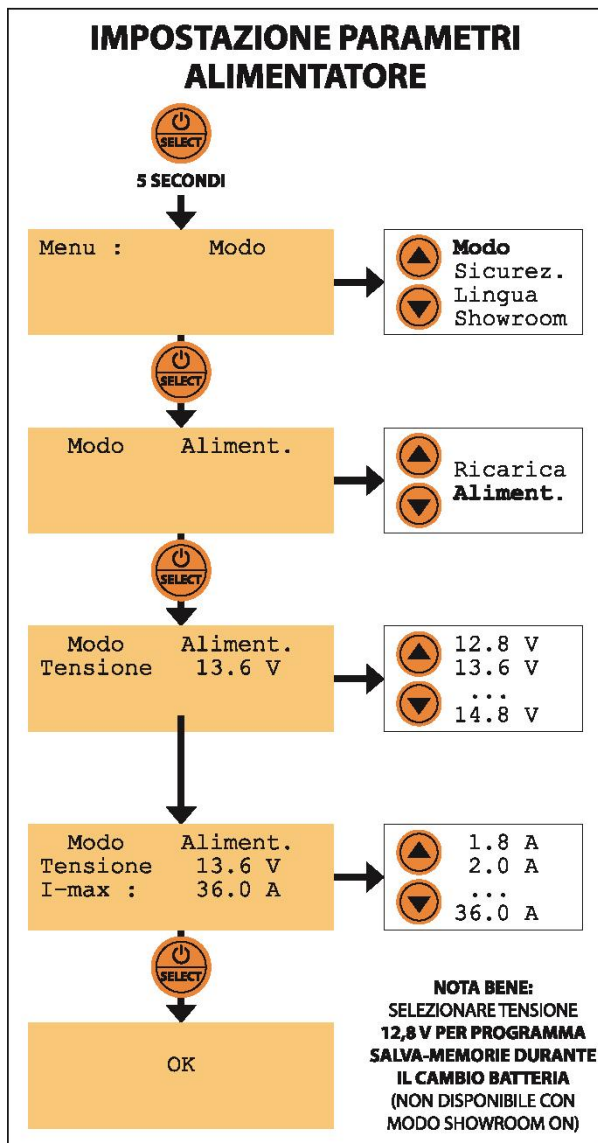 IMPOSTAZIONE PARAMETRI
ALIMENTATORE
SELECT
5 SECONDI
Menu : Modo
Modo
Sicurez.
Lingua
Showroom
SELECT
Modo Aliment.
Ricarica
Aliment.
SELECT
Modo Aliment.
Tensione 13.6 V
12.8 V
13.6 V
...
14.8 V
Modo Aliment.
Tensione 13.6 V
I-max : 36.0 A
1.8 A
2.0 A
...
36.0 A
SELECT
OK
NOTA BENE:
SELEZIONARE TENSIONE
12,8 V PER PROGRAMMA
SALVA-MEMORIE DURANTE
IL CAMBIO BATTERIA
(NON DISPONIBILE CON
MODO SHOWROOM ON)